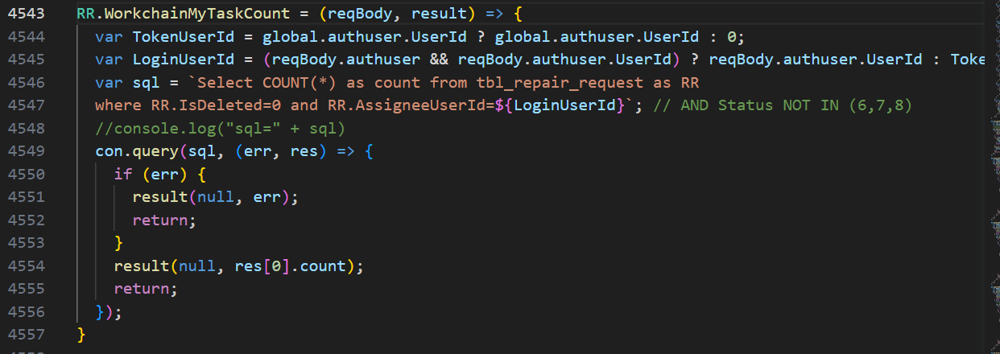 4543 RR.WorkchainMyTaskCount = (reqBody, result) => {
4544 var TokenUserId = global.authuser.UserId ? global.authuser.UserId : 0;
4545 var LoginUserId = (reqBody.authuser && reqBody.authuser.UserId) ? reqBody.authuser.UserId : Toke
4546 var sql = `Select COUNT(*) as count from tbl_repair_request as RR
4547 where RR.IsDeleted=0 and RR.AssigneeUserId=${LoginUserId}`; // AND Status NOT IN (6,7,8)
4548 //console.log("sql=" + sql)
4549 con.query(sql, (err, res) => {
4550 if (err) {
4551 result(null, err);
4552 return;
4553 }
4554 result(null, res[0].count);
4555 return;
4556 });
4557 }